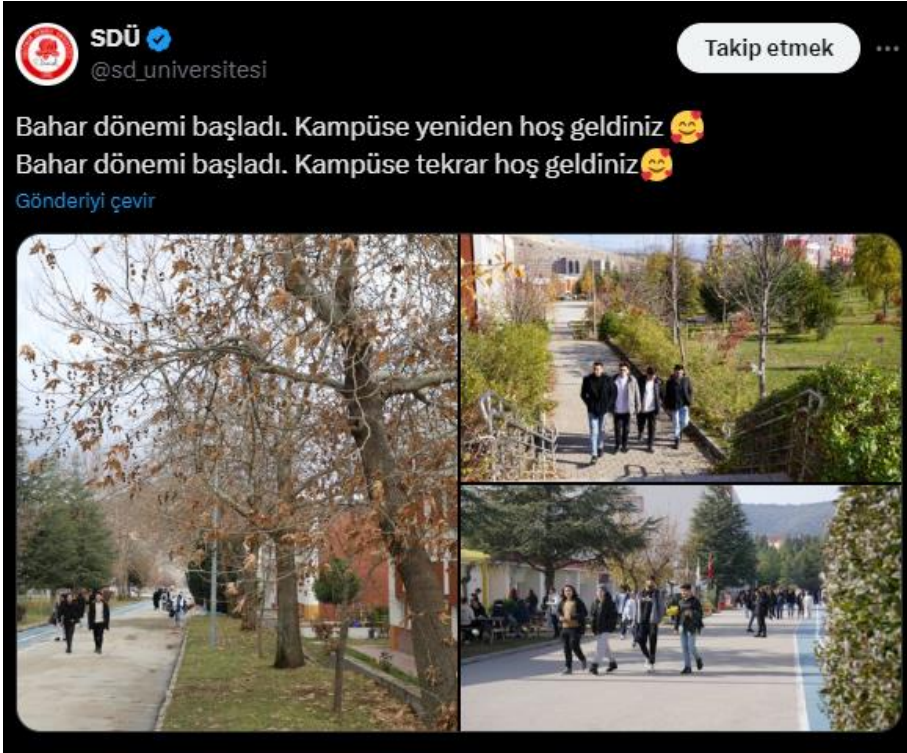 SDÜ
@sd_universitesi
Takip etmek
Bahar dönemi başladı. Kampüse yeniden hoş geldiniz 🥰
Bahar dönemi başladı. Kampüse tekrar hoş geldiniz🥰
Gönderiyi çevir